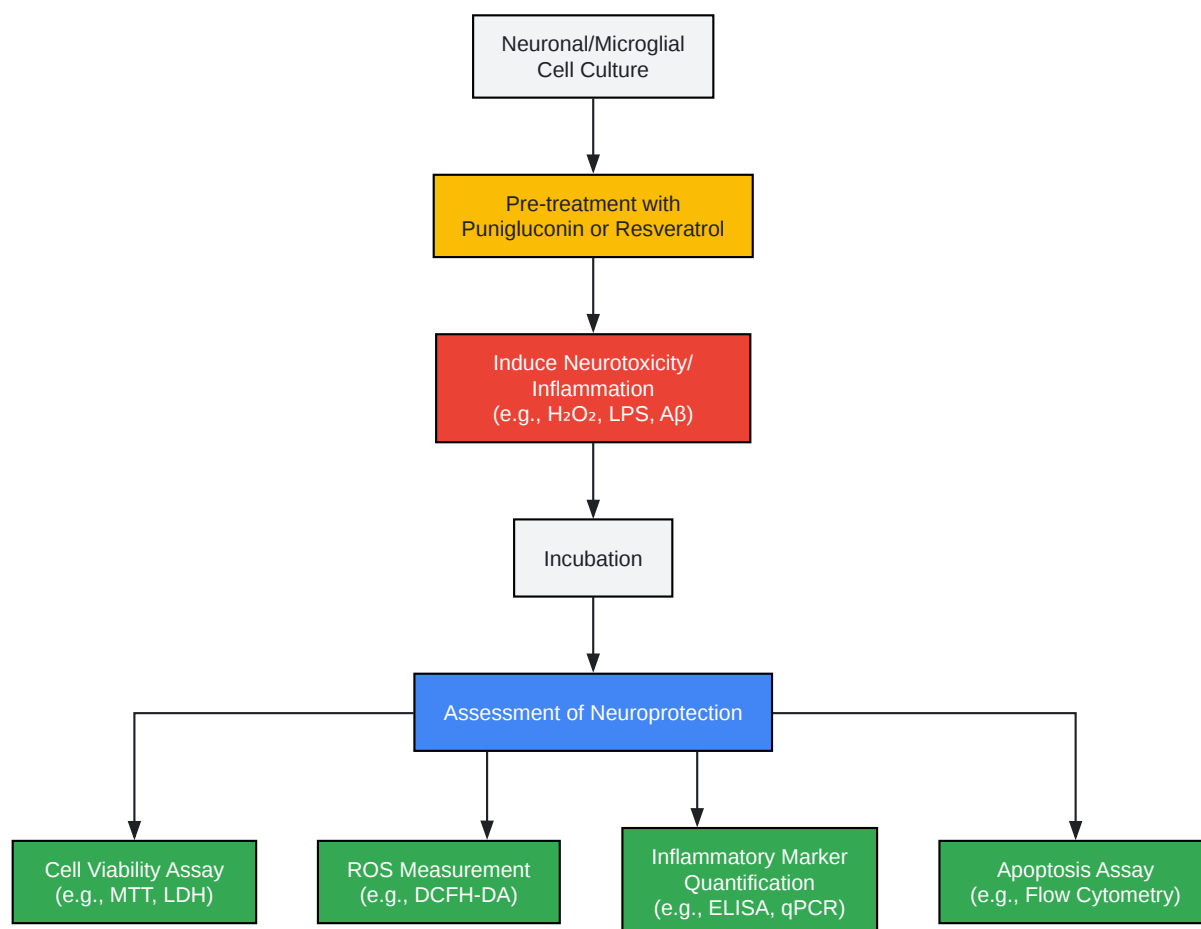 Neuronal/Microglial
Cell Culture
Pre-treatment with
Punigluconin or Resveratrol
Induce Neurotoxicity/
Inflammation
(e.g., H₂O₂, LPS, Aβ)
Incubation
Assessment of Neuroprotection
Cell Viability Assay
(e.g., MTT, LDH)
ROS Measurement
(e.g., DCFH-DA)
Inflammatory Marker
Quantification
(e.g., ELISA, qPCR)
Apoptosis Assay
(e.g., Flow Cytometry)